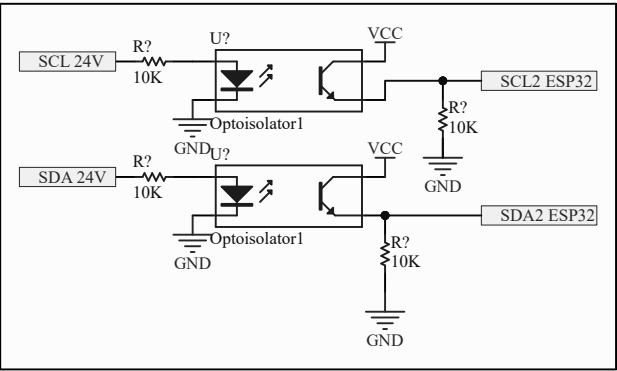 U?
VCC
R?
SCL 24V
10K
SCL2 ESP32
R?
10K
Optoisolator1
GND
GND
U?
VCC
R?
SDA 24V
10K
SDA2 ESP32
Optoisolator1
GND
R?
10K
GND